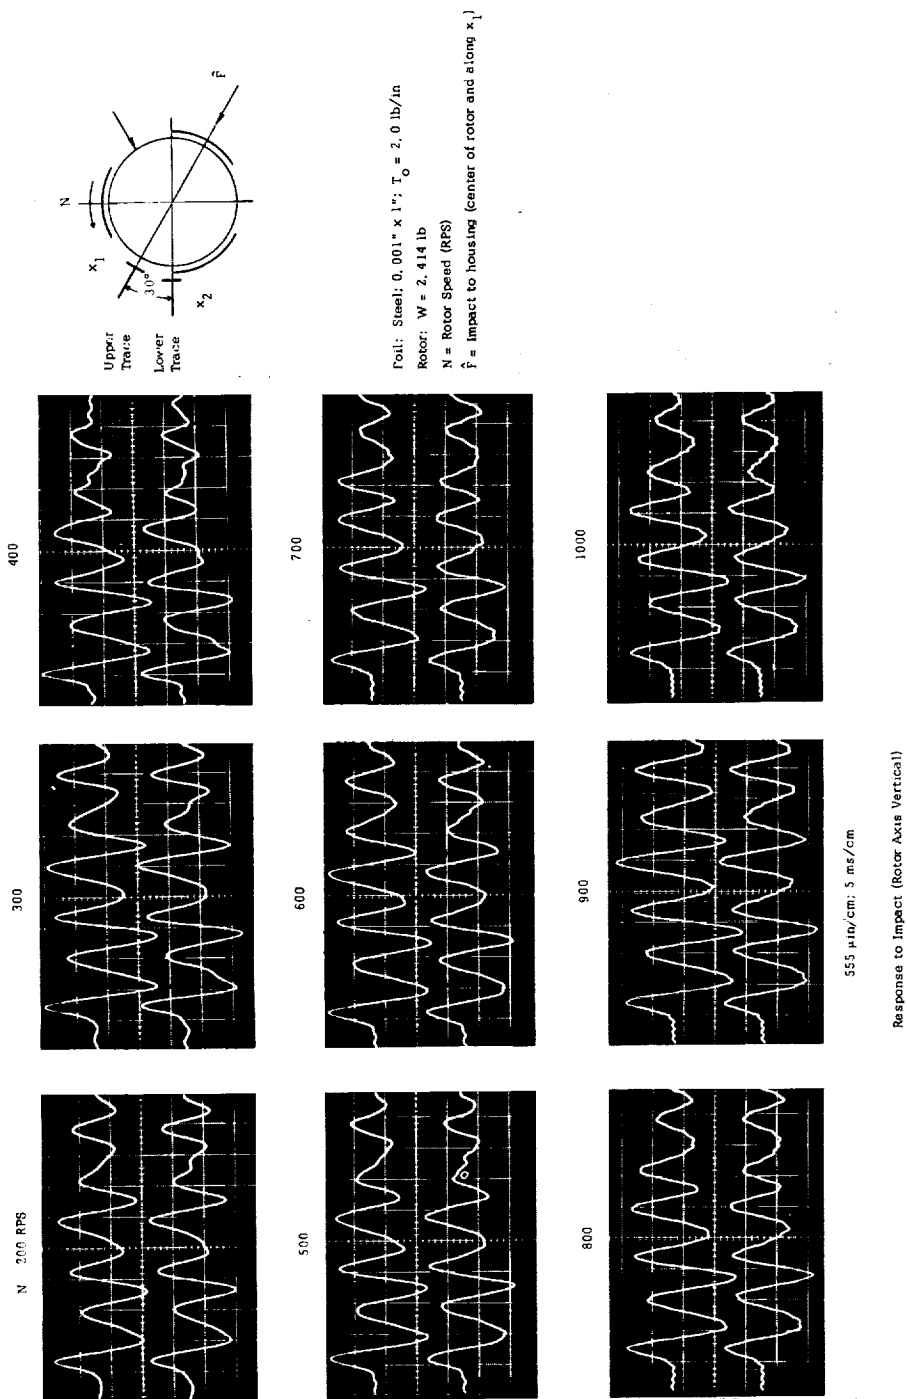 N 200 RPS
300
400
500
600
700
800
900
1000
Upper
Trace
Lower
Trace
N
x1
30°
x2
F̂
Foil: Steel; 0.001" x 1"; To = 2.0 lb/in
Rotor: W = 2.414 lb
N = Rotor Speed (RPS)
F̂ = Impact to housing (center of rotor and along x1)
555 μin/cm; 5 ms/cm
Response to Impact (Rotor Axis Vertical)